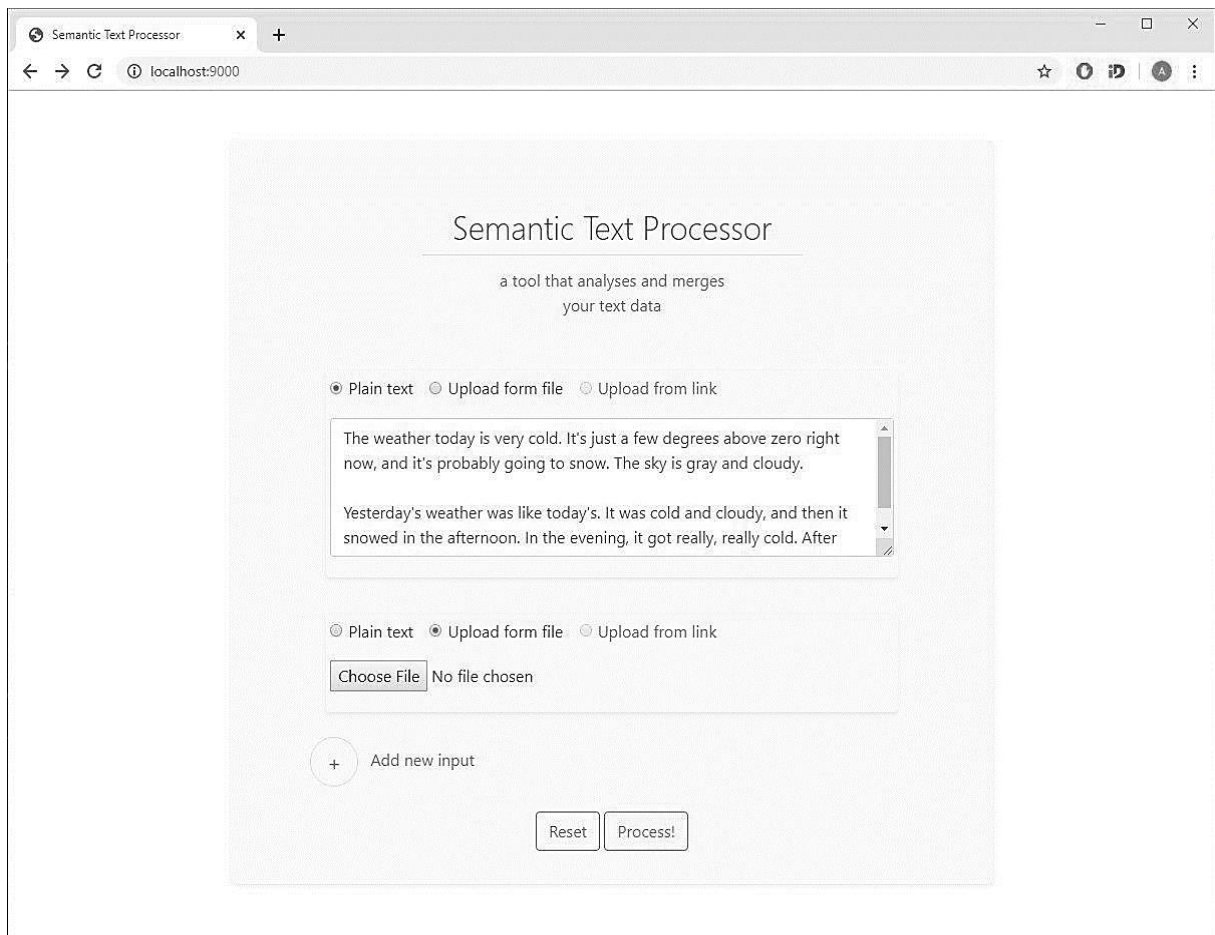 Semantic Text Processor
localhost:9000
A
Semantic Text Processor
a tool that analyses and merges
your text data
Plain text Upload form file Upload from link
The weather today is very cold. It's just a few degrees above zero right
now, and it's probably going to snow. The sky is gray and cloudy.
Yesterday's weather was like today's. It was cold and cloudy, and then it
snowed in the afternoon. In the evening, it got really, really cold. After
Plain text Upload form file Upload from link
Choose File No file chosen
+ Add new input
Reset Process!